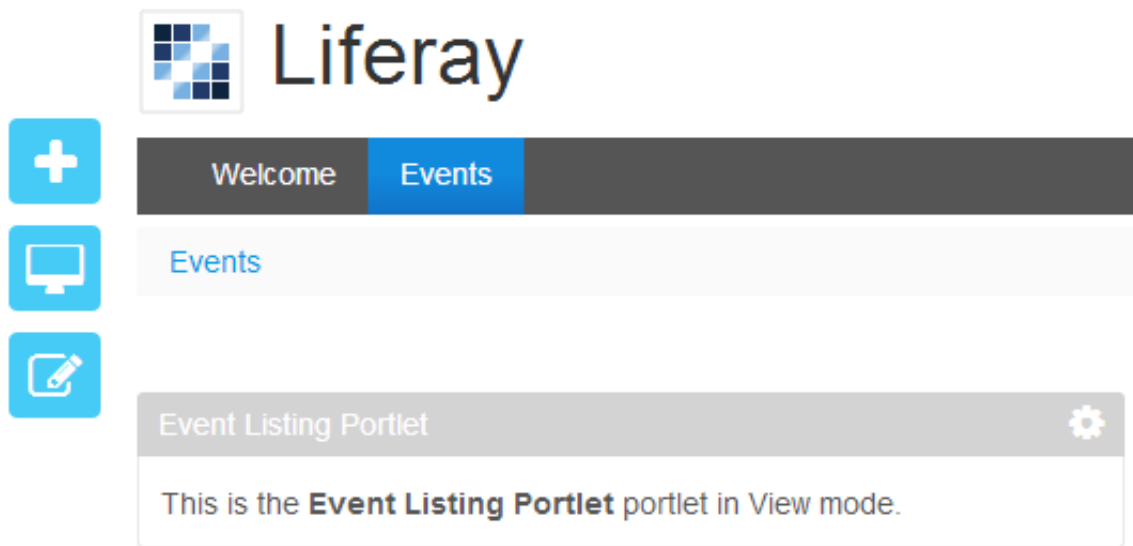 Liferay
Welcome Events
Events
Event Listing Portlet
This is the Event Listing Portlet portlet in View mode.